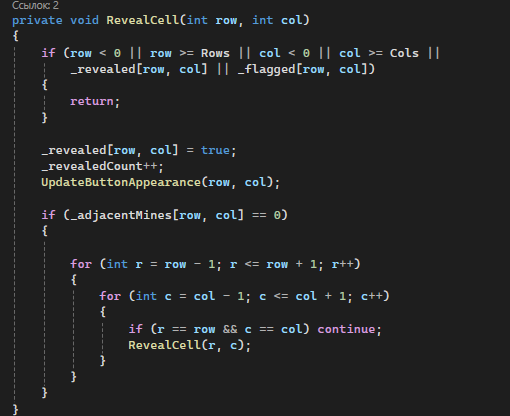 Ссылок: 2
private void RevealCell(int row, int col)
{
if (row < 0 || row >= Rows || col < 0 || col >= Cols ||
_revealed[row, col] || _flagged[row, col])
{
return;
}
_revealed[row, col] = true;
_revealedCount++;
UpdateButtonAppearance(row, col);
if (_adjacentMines[row, col] == 0)
{
for (int r = row - 1; r <= row + 1; r++)
{
for (int c = col - 1; c <= col + 1; c++)
{
if (r == row && c == col) continue;
RevealCell(r, c);
}
}
}
}